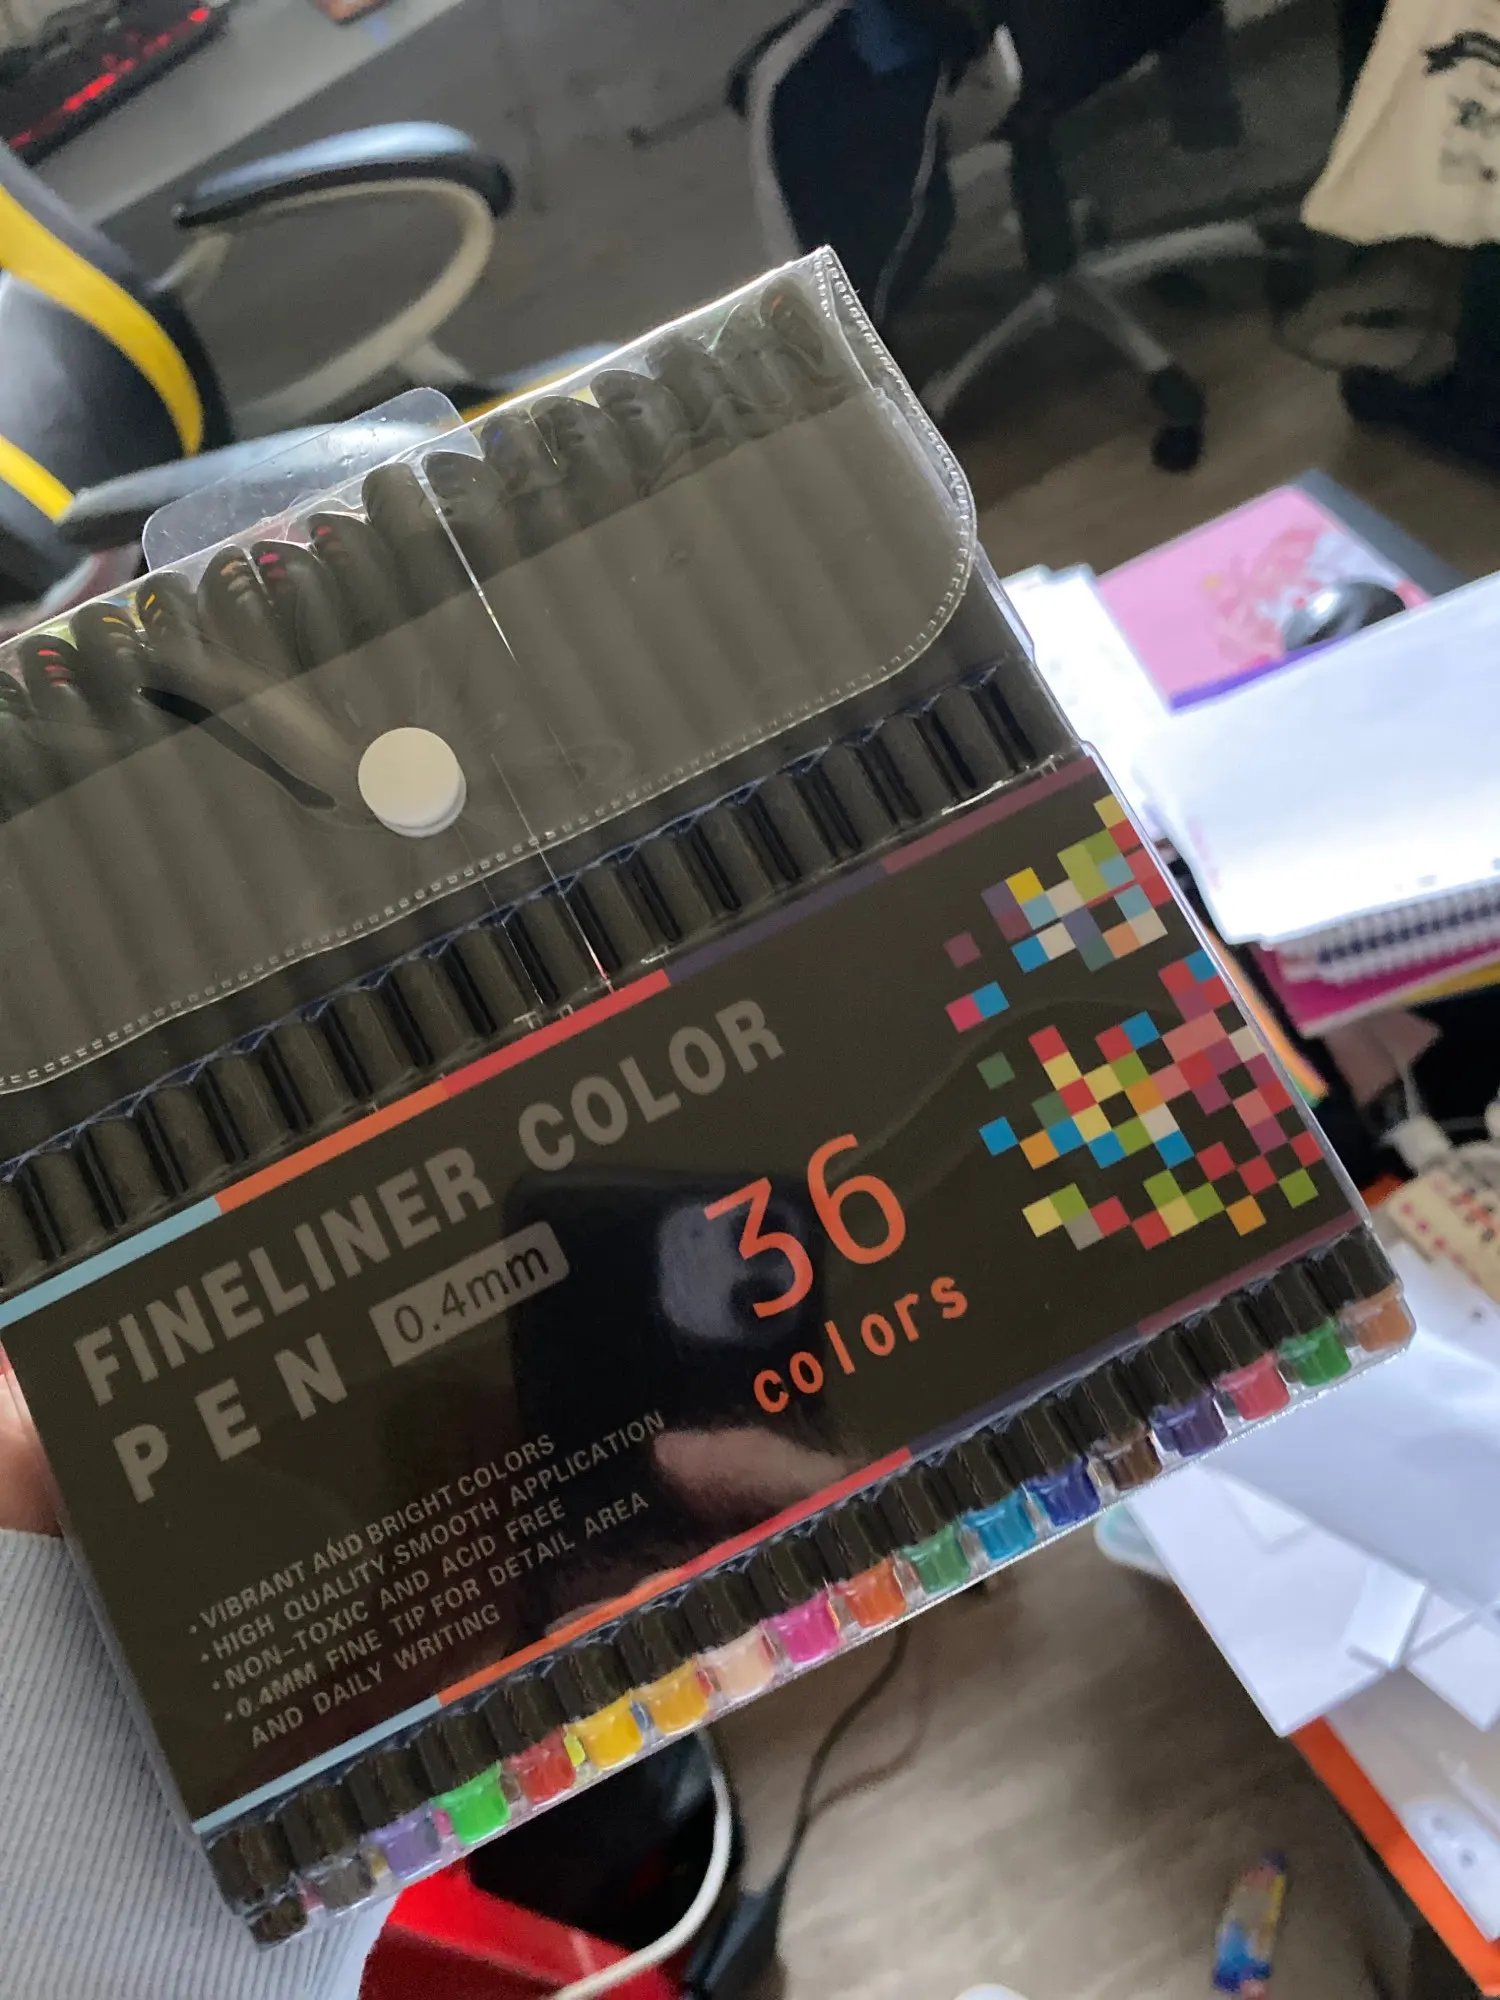 FINELINER COLOR
PEN 0.4mm
36
colors
· VIBRANT AND BRIGHT COLORS
· HIGH QUALITY,SMOOTH APPLICATION
· NON-TOXIC AND ACID FREE
· 0.4MM FINE TIP FOR DETAIL AREA
AND DAILY WRITING